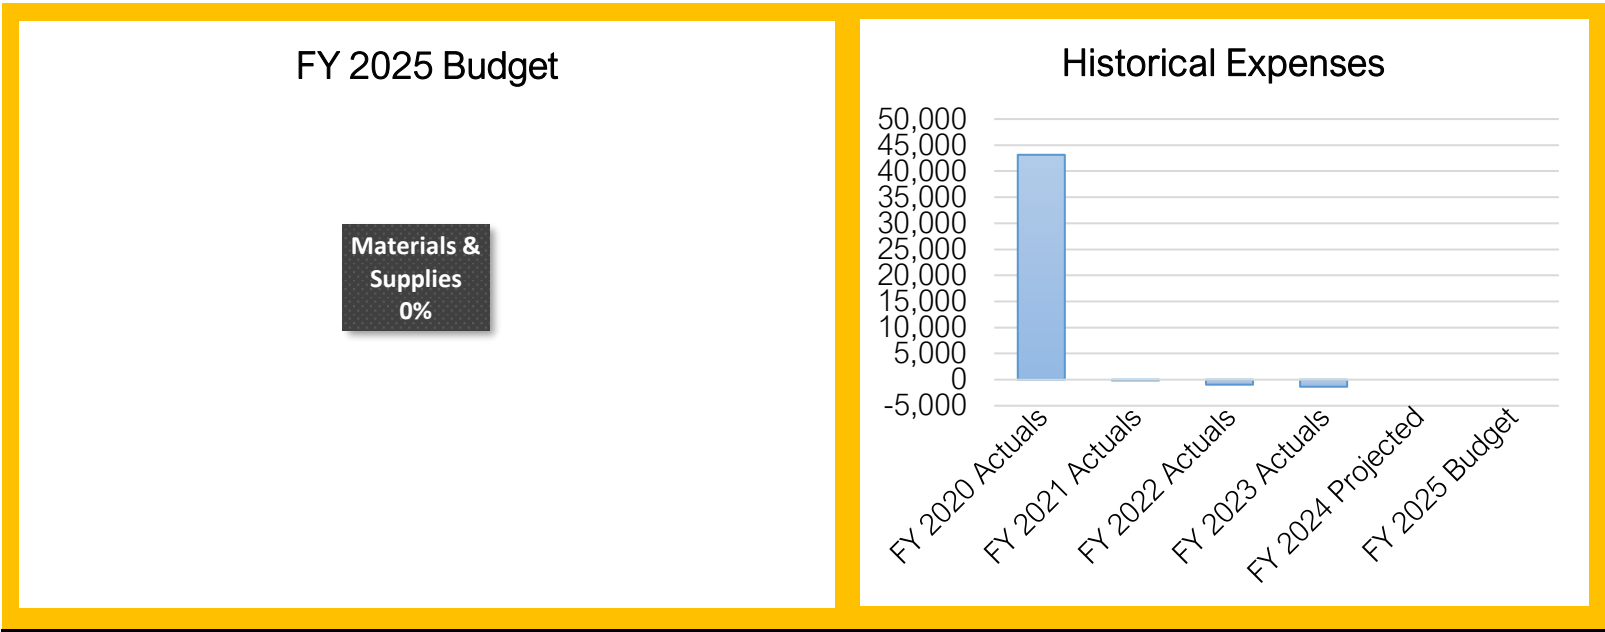 FY 2025 Budget
Materials &
Supplies
0%
Historical Expenses
50,000
45,000
40,000
35,000
30,000
25,000
20,000
15,000
10,000
5,000
0
-5,000
FY 2020 Actuals
FY 2021 Actuals
FY 2022 Actuals
FY 2023 Actuals
FY 2024 Projected
FY 2025 Budget